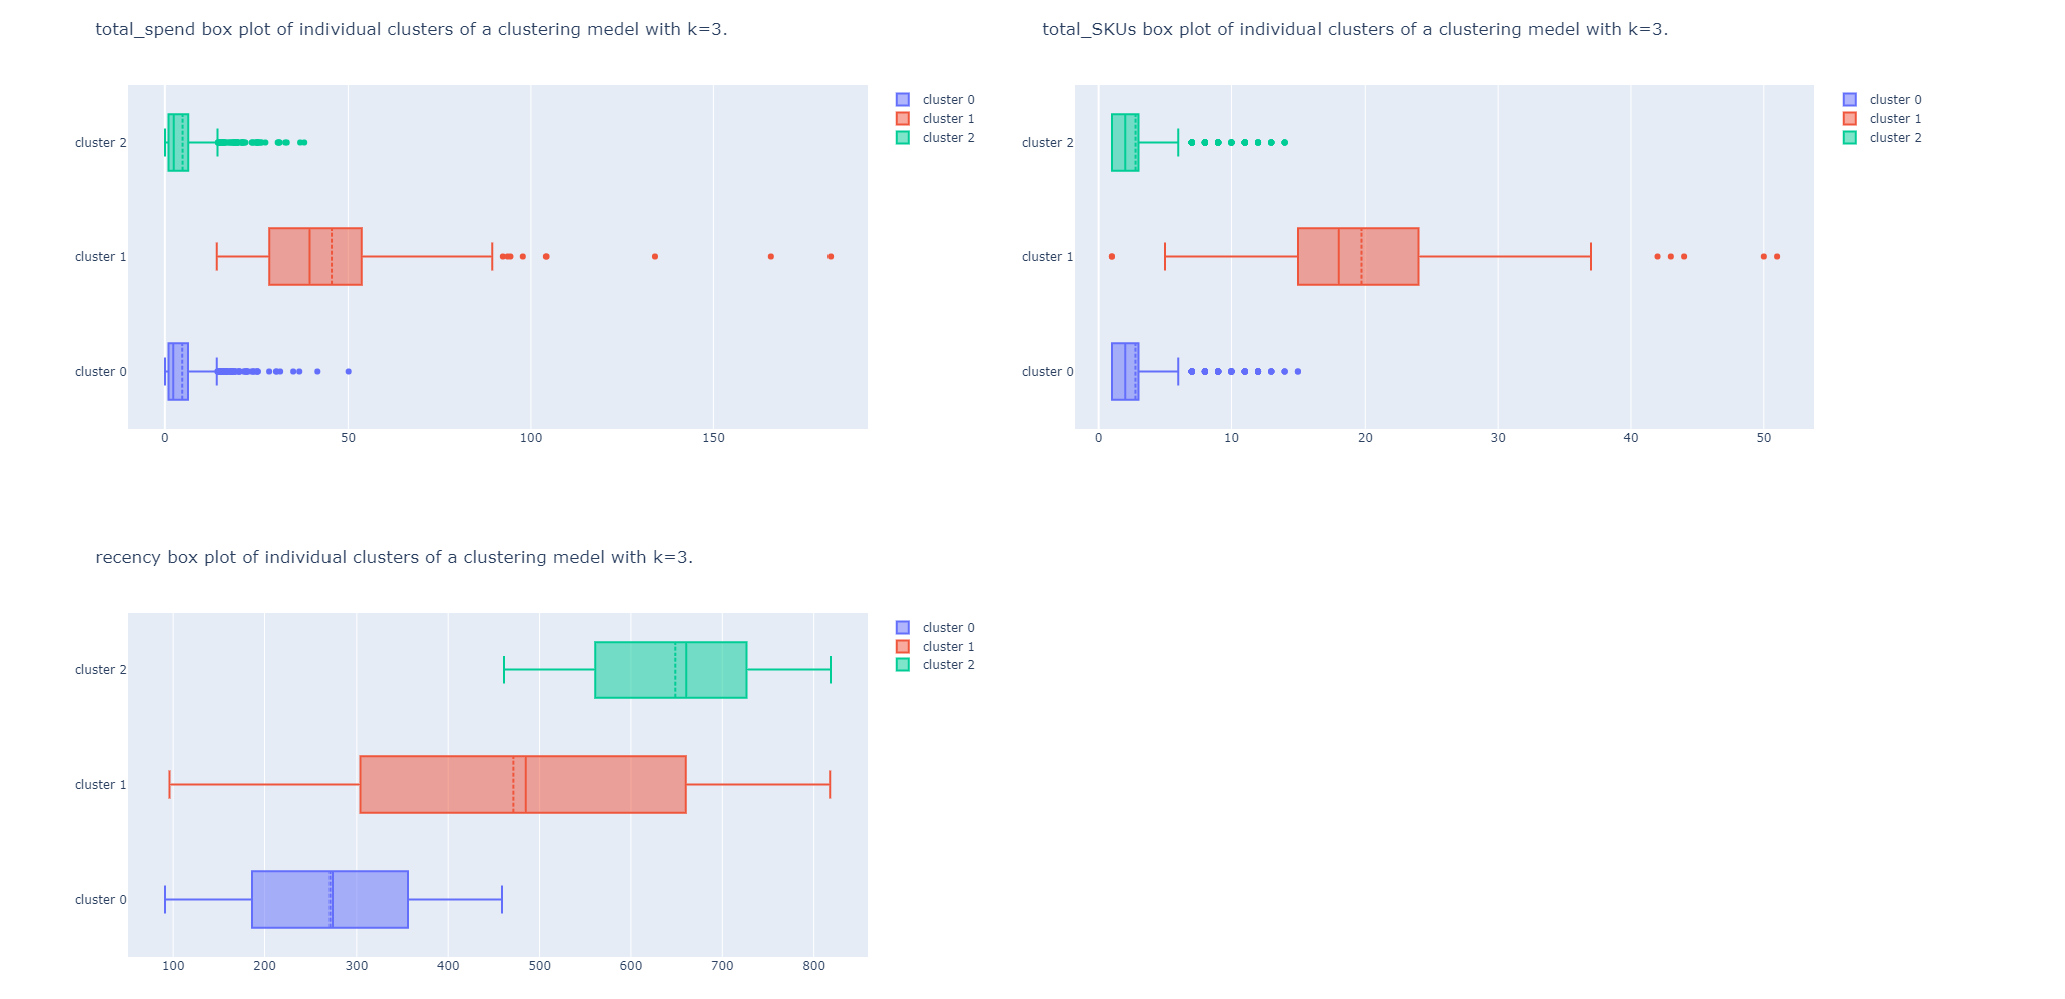 total_spend box plot of individual clusters of a clustering medel with k=3.
cluster 2
cluster 1
cluster 0
0 50 100 150
cluster 0
cluster 1
cluster 2
total_SKUs box plot of individual clusters of a clustering medel with k=3.
cluster 2
cluster 1
cluster 0
0 10 20 30 40 50
cluster 0
cluster 1
cluster 2
recency box plot of individual clusters of a clustering medel with k=3.
cluster 2
cluster 1
cluster 0
100 200 300 400 500 600 700 800
cluster 0
cluster 1
cluster 2